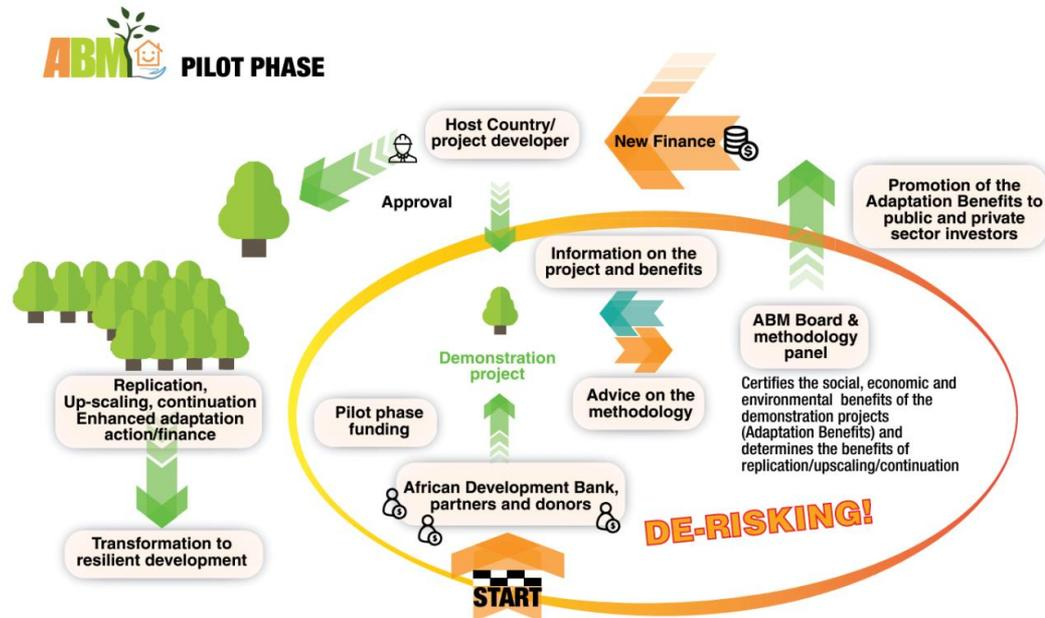 ABM PILOT PHASE
Host Country/
project developer
New Finance
Approval
Promotion of the
Adaptation Benefits to
public and private
sector investors
Information on the
project and benefits
Demonstration
project
ABM Board &
methodology
panel
Advice on the
methodology
Certifies the social, economic and
environmental benefits of the
demonstration projects
(Adaptation Benefits) and
determines the benefits of
replication/upscaling/continuation
Replication,
Up-scaling, continuation
Enhanced adaptation
action/finance
Pilot phase
funding
African Development Bank,
partners and donors
DE-RISKING!
Transformation to
resilient development
START